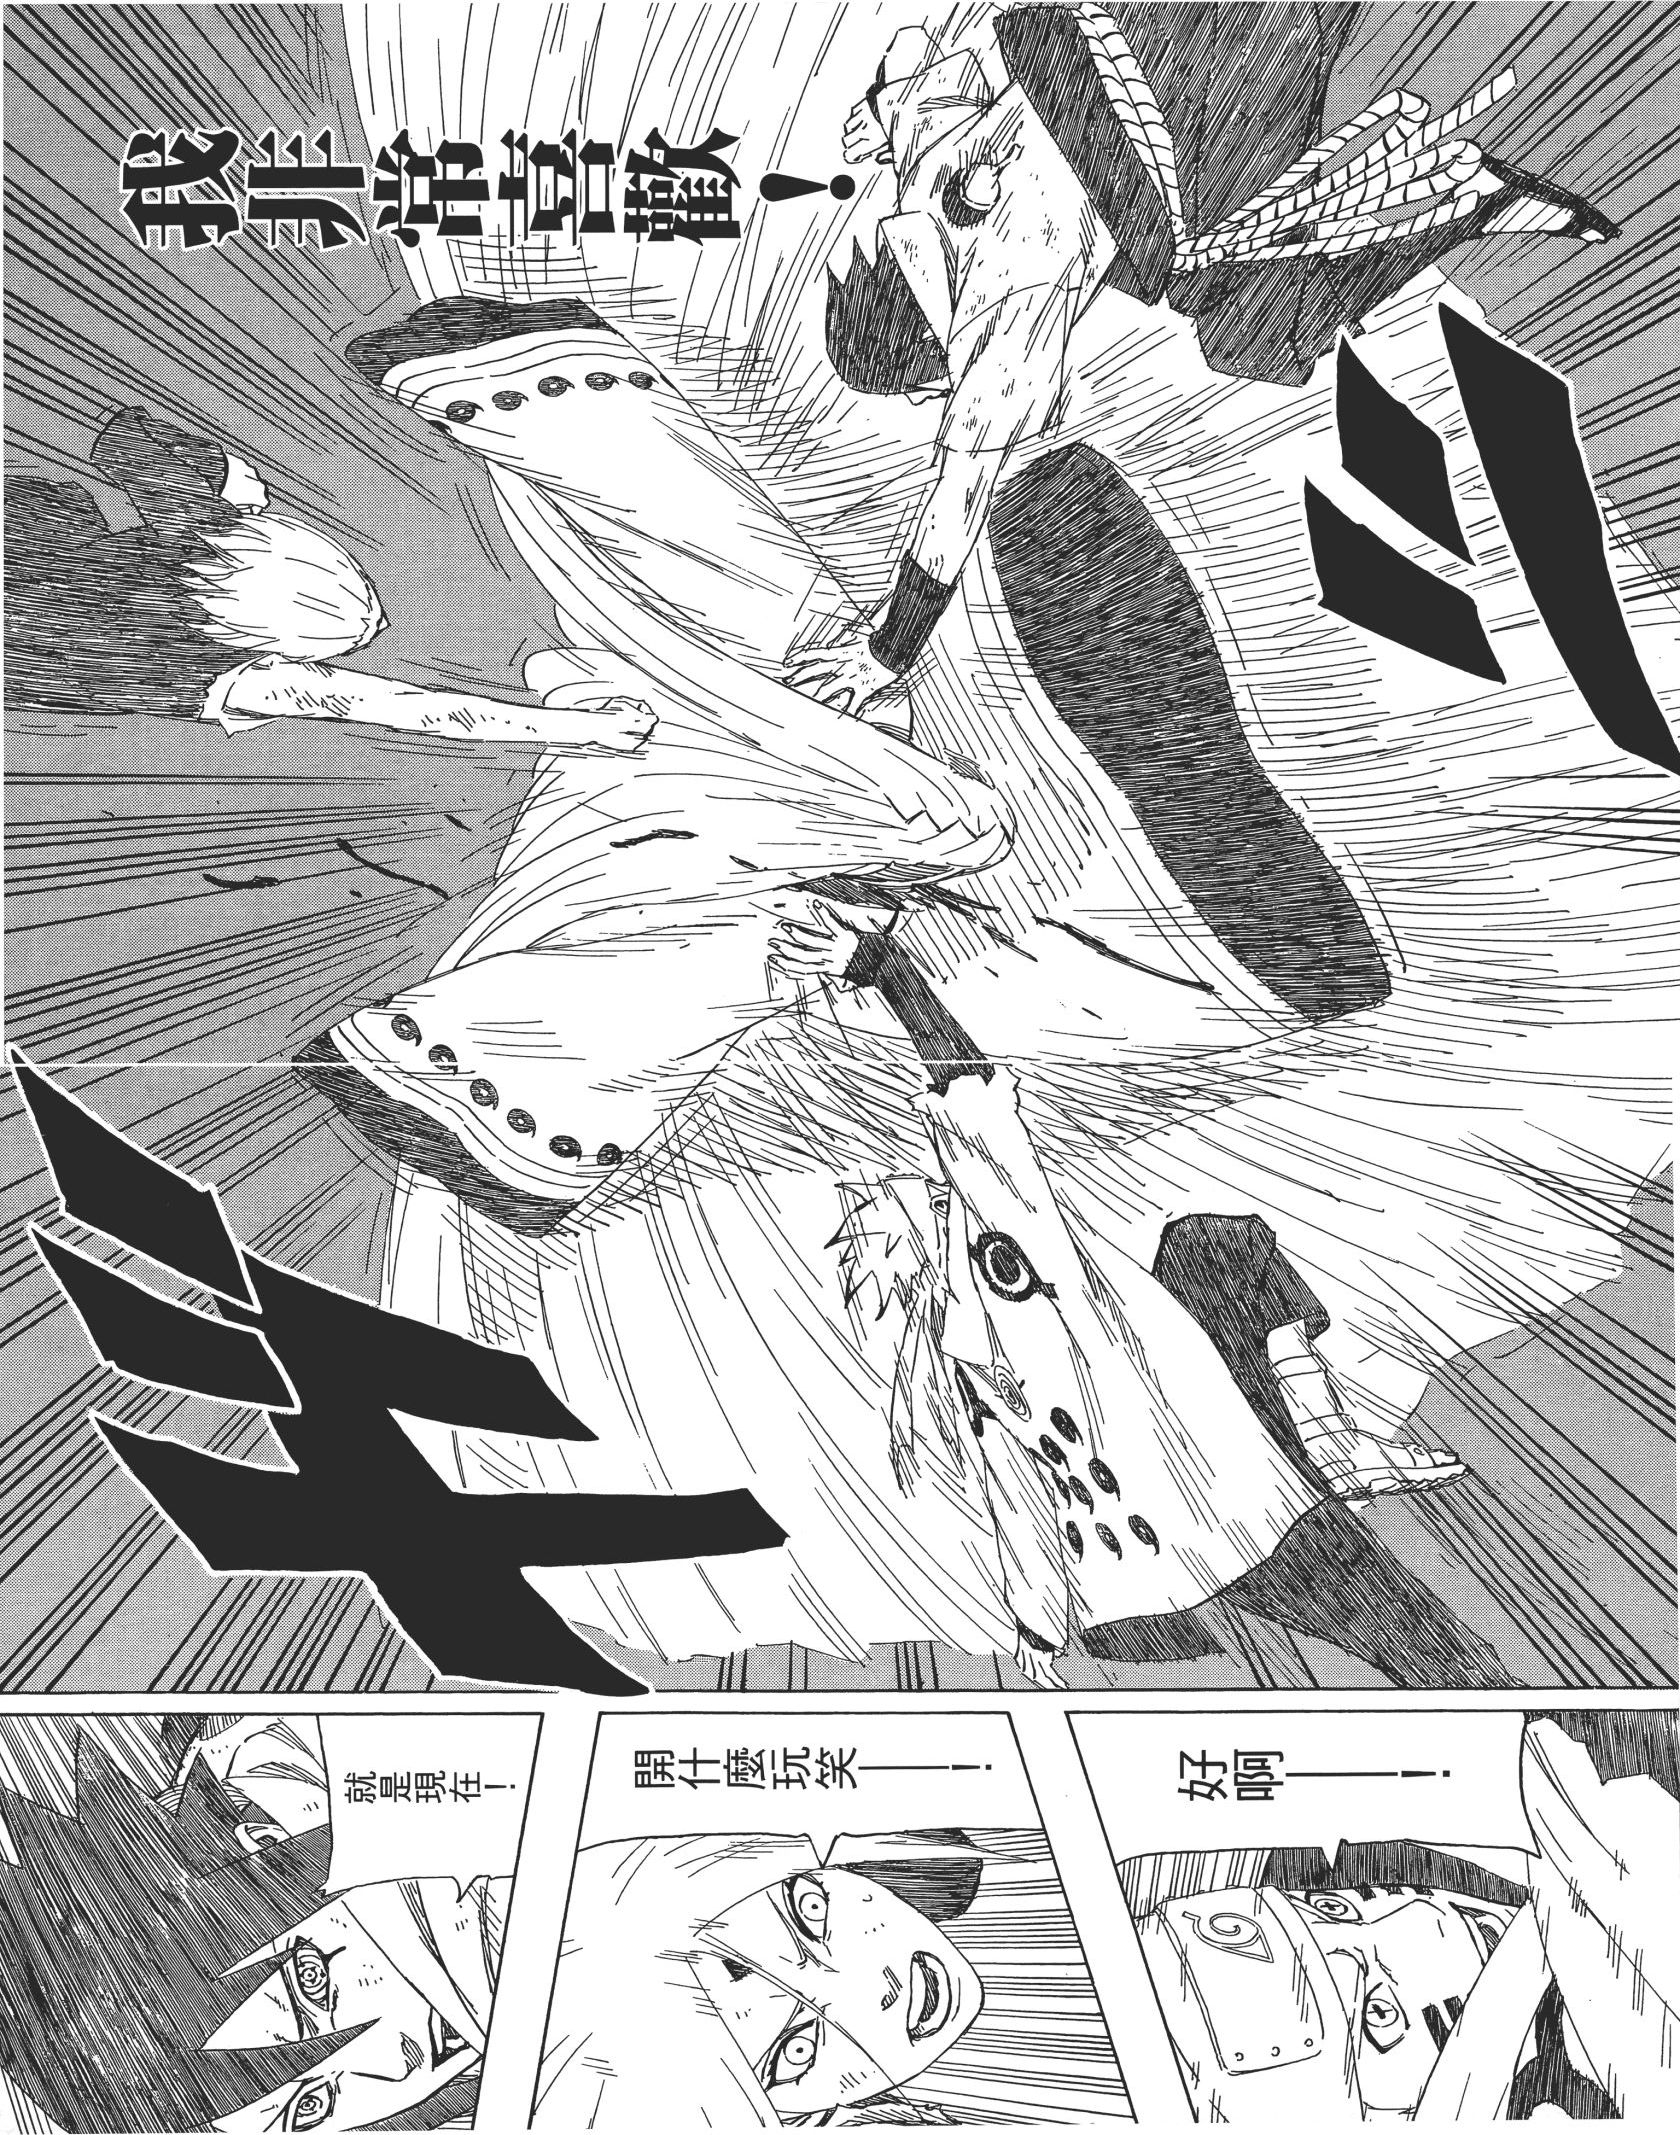 我非常喜歡！
就是現在！
開什麼玩笑——！
好啊——！